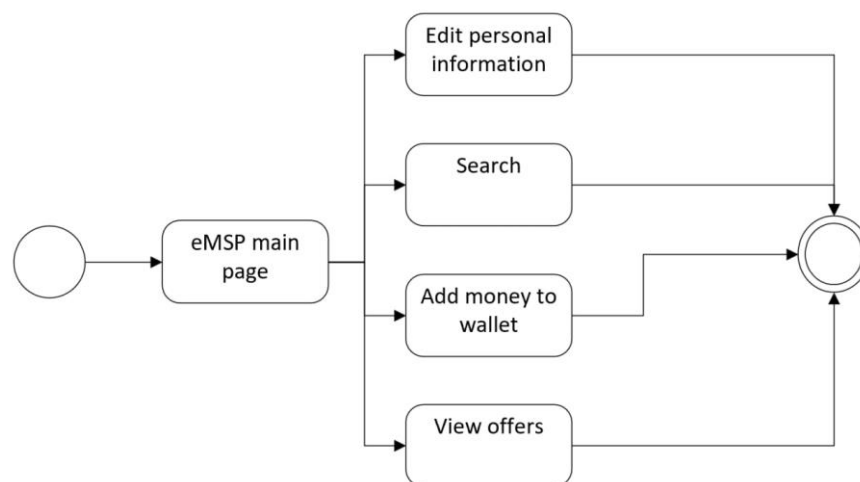 Edit personal
information
Search
eMSP main
page
Add money to
wallet
View offers